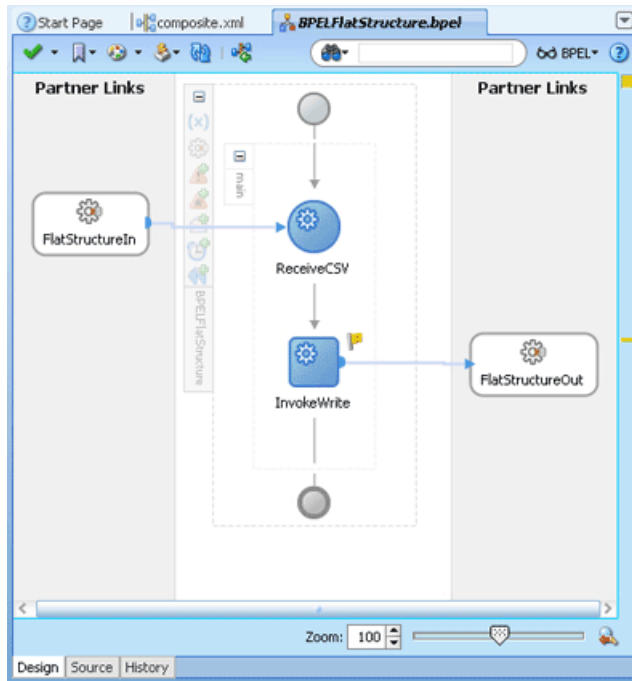 Start Page
composite.xml
BPELFlatStructure.bpel
BPEL
Partner Links
Partner Links
(x)
main
FlatStructureIn
ReceiveCSV
BPELFlatStructure
FlatStructureOut
InvokeWrite
Zoom: 100
Design Source History